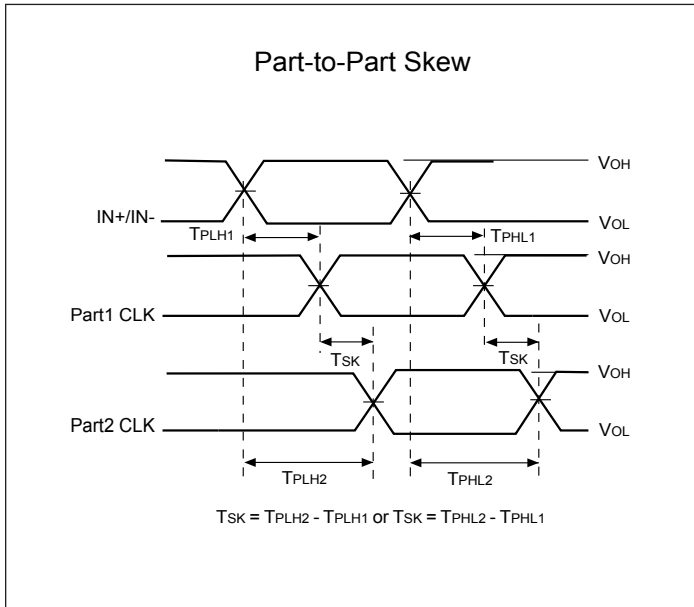 Part-to-Part Skew
VOH
IN+/IN-
VOL
TPLH1
TPHL1
VOH
Part1 CLK
VOL
TSK
TSK
VOH
Part2 CLK
VOL
TPLH2
TPHL2
TSK = TPLH2 - TPLH1 or TSK = TPHL2 - TPHL1